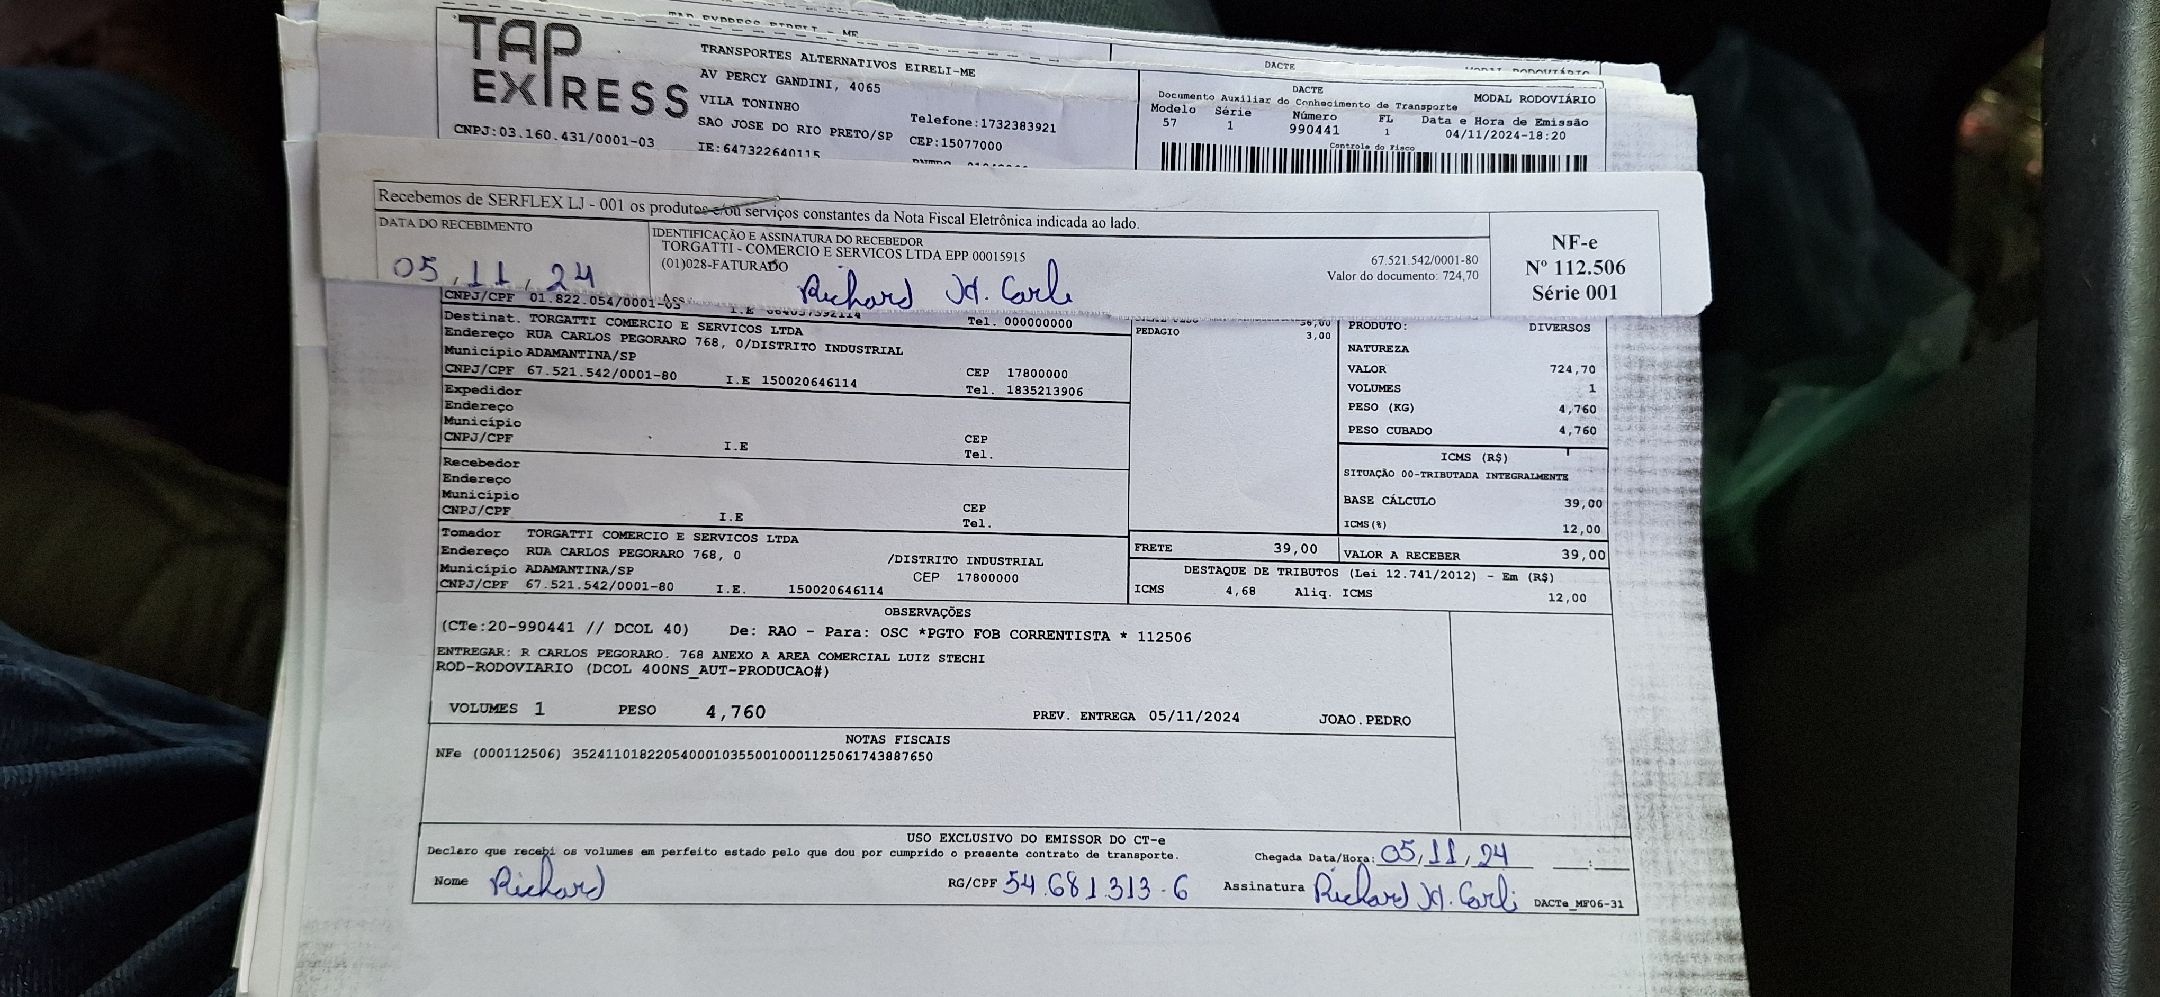 TAP EXPRESS
TRANSPORTES ALTERNATIVOS EIRELI-ME
AV PERCY GANDINI, 4065
VILA TONINHO
SAO JOSE DO RIO PRETO/SP
Telefone:1732383921
CEP:15077000
CNPJ:03.160.431/0001-03
IE:647322640115
DACTE
DACTE
Documento Auxiliar do Conhecimento de Transporte
MODAL RODOVIÁRIO
Modelo Série Número FL Data e Hora de Emissão
57 1 990441 1 04/11/2024-18:20
Controle do Fisco
Recebemos de SERFLEX LJ - 001 os produtos e/ou serviços constantes da Nota Fiscal Eletrônica indicada ao lado.
DATA DO RECEBIMENTO
05,11,24
IDENTIFICAÇÃO E ASSINATURA DO RECEBEDOR
TORGATTI - COMERCIO E SERVICOS LTDA EPP 00015915
(01)028-FATURADO
67.521.542/0001-80
Valor do documento: 724,70
Richard H. Carli
NF-e
Nº 112.506
Série 001
CNPJ/CPF 01.822.054/0001-03
Tel. 000000000
Destinat. TORGATTI COMERCIO E SERVICOS LTDA
Endereço RUA CARLOS PEGORARO 768, 0/DISTRITO INDUSTRIAL
Município ADAMANTINA/SP
CEP 17800000
CNPJ/CPF 67.521.542/0001-80 I.E 150020646114 Tel. 1835213906
Expedidor
Endereço
Município
CNPJ/CPF I.E CEP
Tel.
Recebedor
Endereço
Município
CNPJ/CPF I.E CEP
Tel.
Tomador TORGATTI COMERCIO E SERVICOS LTDA
Endereço RUA CARLOS PEGORARO 768, 0 /DISTRITO INDUSTRIAL
Município ADAMANTINA/SP CEP 17800000
CNPJ/CPF 67.521.542/0001-80 I.E. 150020646114
PEDAGIO 3,00
FRETE 39,00
PRODUTO: DIVERSOS
NATUREZA
VALOR 724,70
VOLUMES 1
PESO (KG) 4,760
PESO CUBADO 4,760
ICMS (R$)
SITUAÇÃO 00-TRIBUTADA INTEGRALMENTE
BASE CÁLCULO 39,00
ICMS(%) 12,00
VALOR A RECEBER 39,00
DESTAQUE DE TRIBUTOS (Lei 12.741/2012) - Em (R$)
ICMS 4,68 Aliq. ICMS 12,00
OBSERVAÇÕES
(CTe:20-990441 // DCOL 40) De: RAO - Para: OSC *PGTO FOB CORRENTISTA * 112506
ENTREGAR: R CARLOS PEGORARO. 768 ANEXO A AREA COMERCIAL LUIZ STECHI
ROD-RODOVIARIO (DCOL 400NS_AUT-PRODUCAO#)
VOLUMES 1 PESO 4,760 PREV. ENTREGA 05/11/2024 JOAO.PEDRO
NOTAS FISCAIS
NFe (000112506) 35241101822054000103550010001125061743887650
USO EXCLUSIVO DO EMISSOR DO CT-e
Declaro que recebi os volumes em perfeito estado pelo que dou por cumprido o presente contrato de transporte.
Chegada Data/Hora: 05,11,24 :
Nome Richard RG/CPF 54.681.313-6 Assinatura Richard H. Carli DACTe_MF06-31